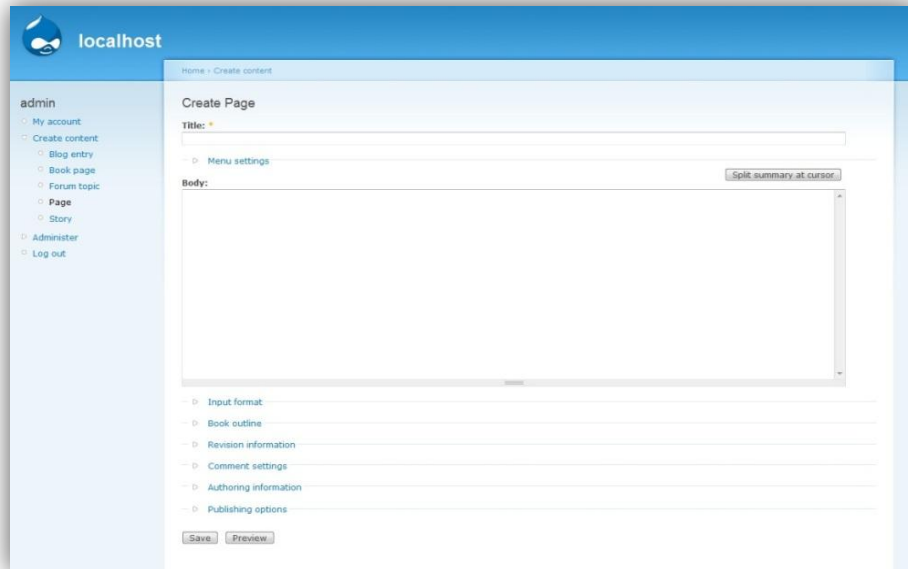 localhost
Home › Create content
admin
My account
Create content
Blog entry
Book page
Forum topic
Page
Story
Administer
Log out
Create Page
Title: *
Menu settings
Split summary at cursor
Body:
Input format
Book outline
Revision information
Comment settings
Authoring information
Publishing options
Save Preview